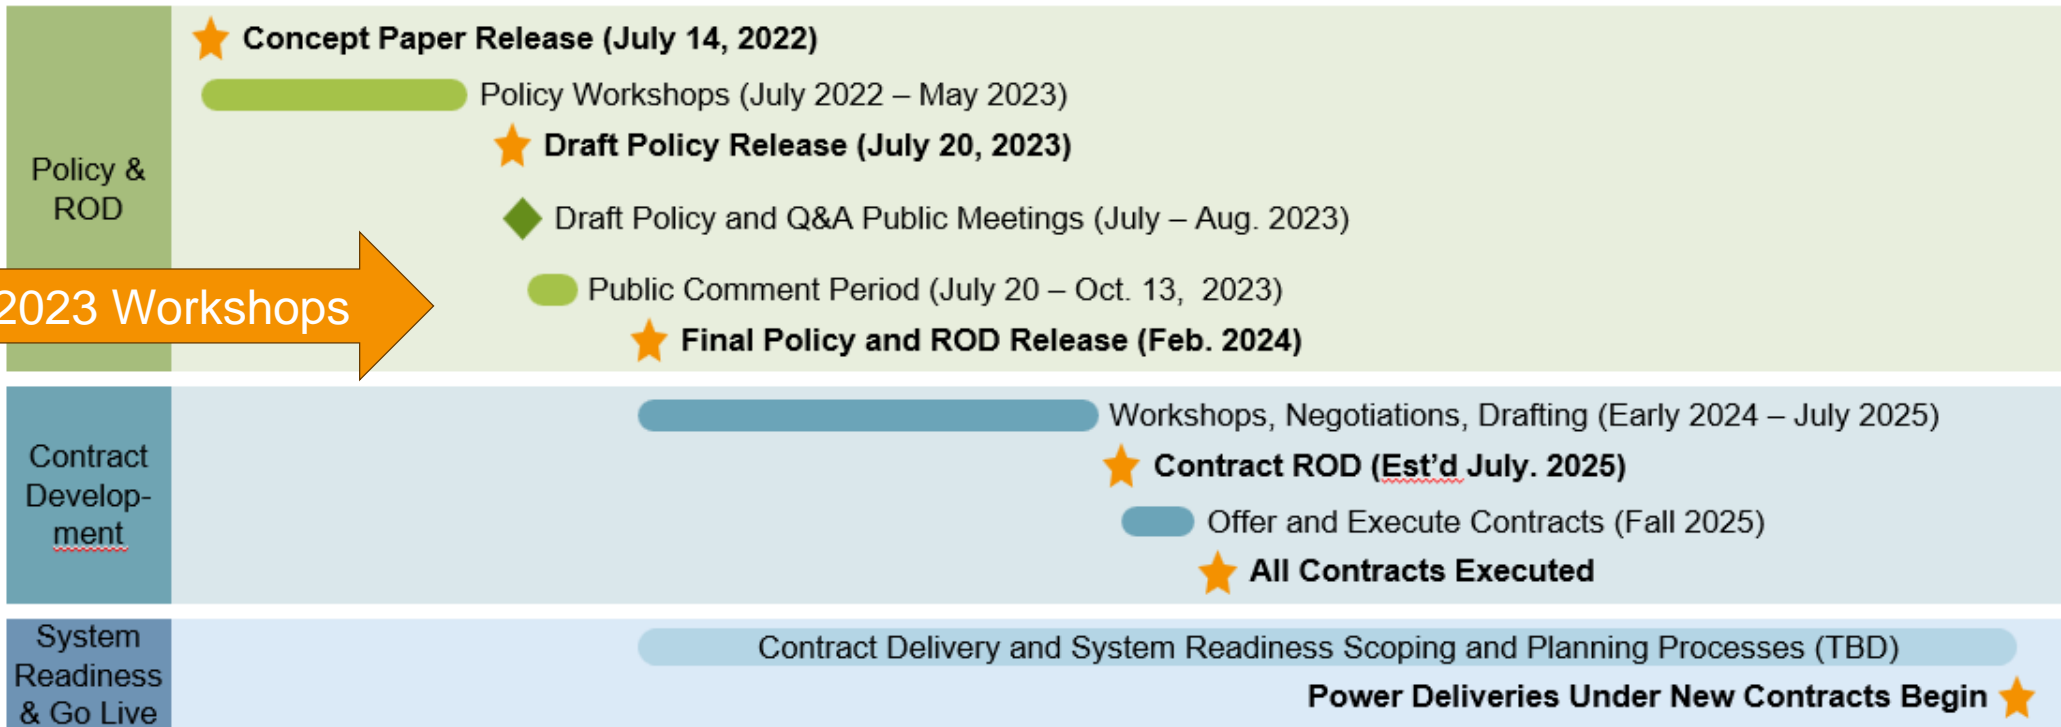 Policy &
ROD
Concept Paper Release (July 14, 2022)
Policy Workshops (July 2022 – May 2023)
Draft Policy Release (July 20, 2023)
Draft Policy and Q&A Public Meetings (July – Aug. 2023)
2023 Workshops
Public Comment Period (July 20 – Oct. 13, 2023)
Final Policy and ROD Release (Feb. 2024)
Contract
Develop-
ment
Workshops, Negotiations, Drafting (Early 2024 – July 2025)
Contract ROD (Est’d July. 2025)
Offer and Execute Contracts (Fall 2025)
All Contracts Executed
System
Readiness
& Go Live
Contract Delivery and System Readiness Scoping and Planning Processes (TBD)
Power Deliveries Under New Contracts Begin